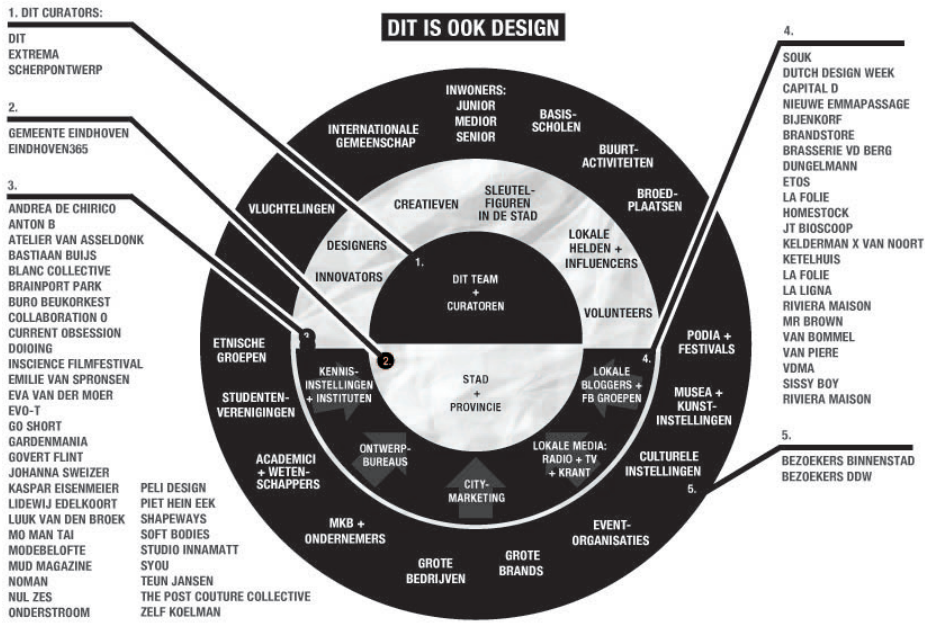 DIT IS OOK DESIGN
1. DIT CURATORS:
DIT
EXTREMA
SCHERPONTWERP
2.
GEMEENTE EINDHOVEN
EINDHOVEN365
3.
ANDREA DE CHIRICO
ANTON B
ATELIER VAN ASSELDONK
BASTIAAN BUIJS
BLANC COLLECTIVE
BRAINPORT PARK
BURO BEUKORKEST
COLLABORATION O
CURRENT OBSESSION
DOIOING
INSCIENCE FILMFESTIVAL
EMILIE VAN SPRONSEN
EVA VAN DER MOER
EVO-T
GO SHORT
GARDENMANIA
GOVERT FLINT
JOHANNA SWEIZER
KASPAR EISENMEIER
LIDEWIJ EDELKOORT
LUUK VAN DEN BROEK
MO MAN TAI
MODEBELOFTE
MUD MAGAZINE
NOMAN
NUL ZES
ONDERSTROOM
PELI DESIGN
PIET HEIN EEK
SHAPEWAYS
SOFT BODIES
STUDIO INNAMATT
SYOU
TEUN JANSEN
THE POST COUTURE COLLECTIVE
ZELF KOELMAN
INWONERS:
JUNIOR
MEDIOR
SENIOR
BASIS-
SCHOLEN
INTERNATIONALE
GEMEENSCHAP
BUURT-
ACTIVITEITEN
VLUCHTELINGEN
BROED-
PLAATSEN
CREATIEVEN
SLEUTEL-
FIGUREN
IN DE STAD
DESIGNERS
LOKALE
HELDEN +
INFLUENCERS
INNOVATORS
VOLUNTEERS
1.
DIT TEAM
+
CURATOREN
3.
2.
STAD
+
PROVINCIE
4.
ETNISCHE
GROEPEN
PODIA +
FESTIVALS
KENNIS-
INSTELLINGEN
+ INSTITUTEN
LOKALE
BLOGGERS +
FB GROEPEN
STUDENTEN-
VERENIGINGEN
MUSEA +
KUNST-
INSTELLINGEN
ONTWERP-
BUREAUS
LOKALE MEDIA:
RADIO + TV
+ KRANT
CITY-
MARKETING
ACADEMICI
+ WETEN-
SCHAPPERS
CULTURELE
INSTELLINGEN
5.
MKB +
ONDERNEMERS
EVENT-
ORGANISATIES
GROTE
BEDRIJVEN
GROTE
BRANDS
4.
SOUK
DUTCH DESIGN WEEK
CAPITAL D
NIEUWE EMMAPASSAGE
BIJENKORF
BRANDSTORE
BRASSERIE VD BERG
DUNGELMANN
ETOS
LA FOLIE
HOMESTOCK
JT BIOSCOOP
KELDERMAN X VAN NOORT
KETELHUIS
LA FOLIE
LA LIGNA
RIVIERA MAISON
MR BROWN
VAN BOMMEL
VAN PIERE
VDMA
SISSY BOY
RIVIERA MAISON
5.
BEZOEKERS BINNENSTAD
BEZOEKERS DDW